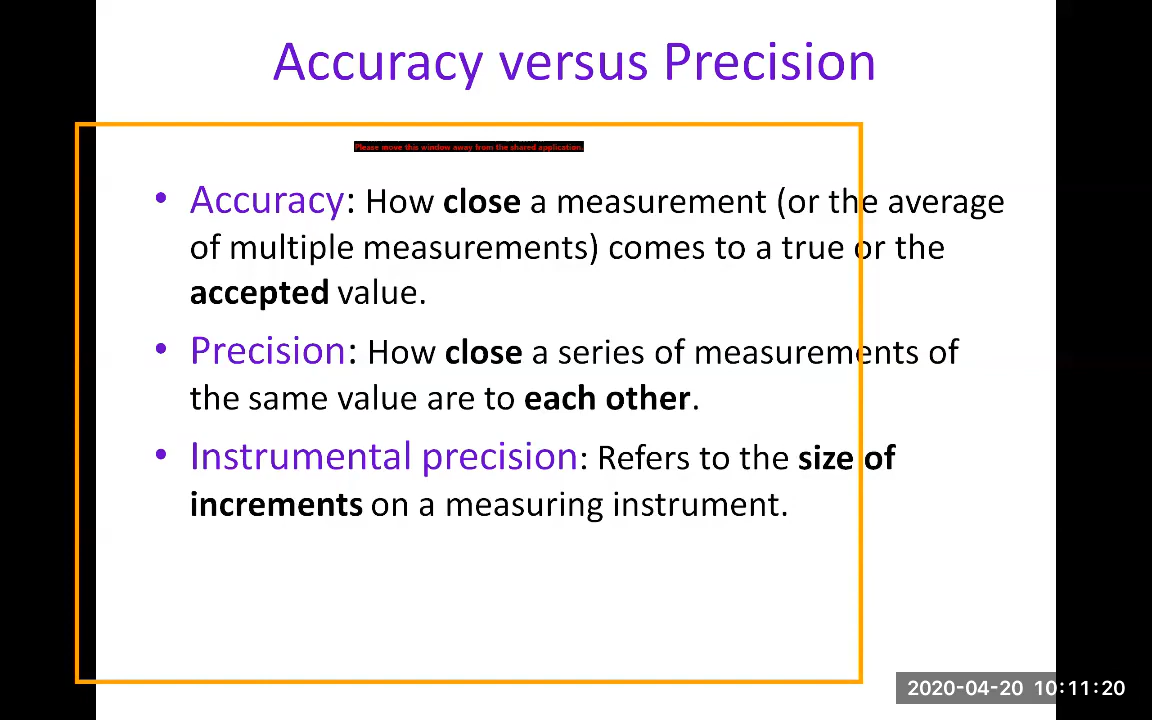 Accuracy versus Precision
Please move this window away from the shared application.
• Accuracy: How close a measurement (or the average
of multiple measurements) comes to a true or the
accepted value.
• Precision: How close a series of measurements of
the same value are to each other.
• Instrumental precision: Refers to the size of
increments on a measuring instrument.
2020-04-20 10:11:20